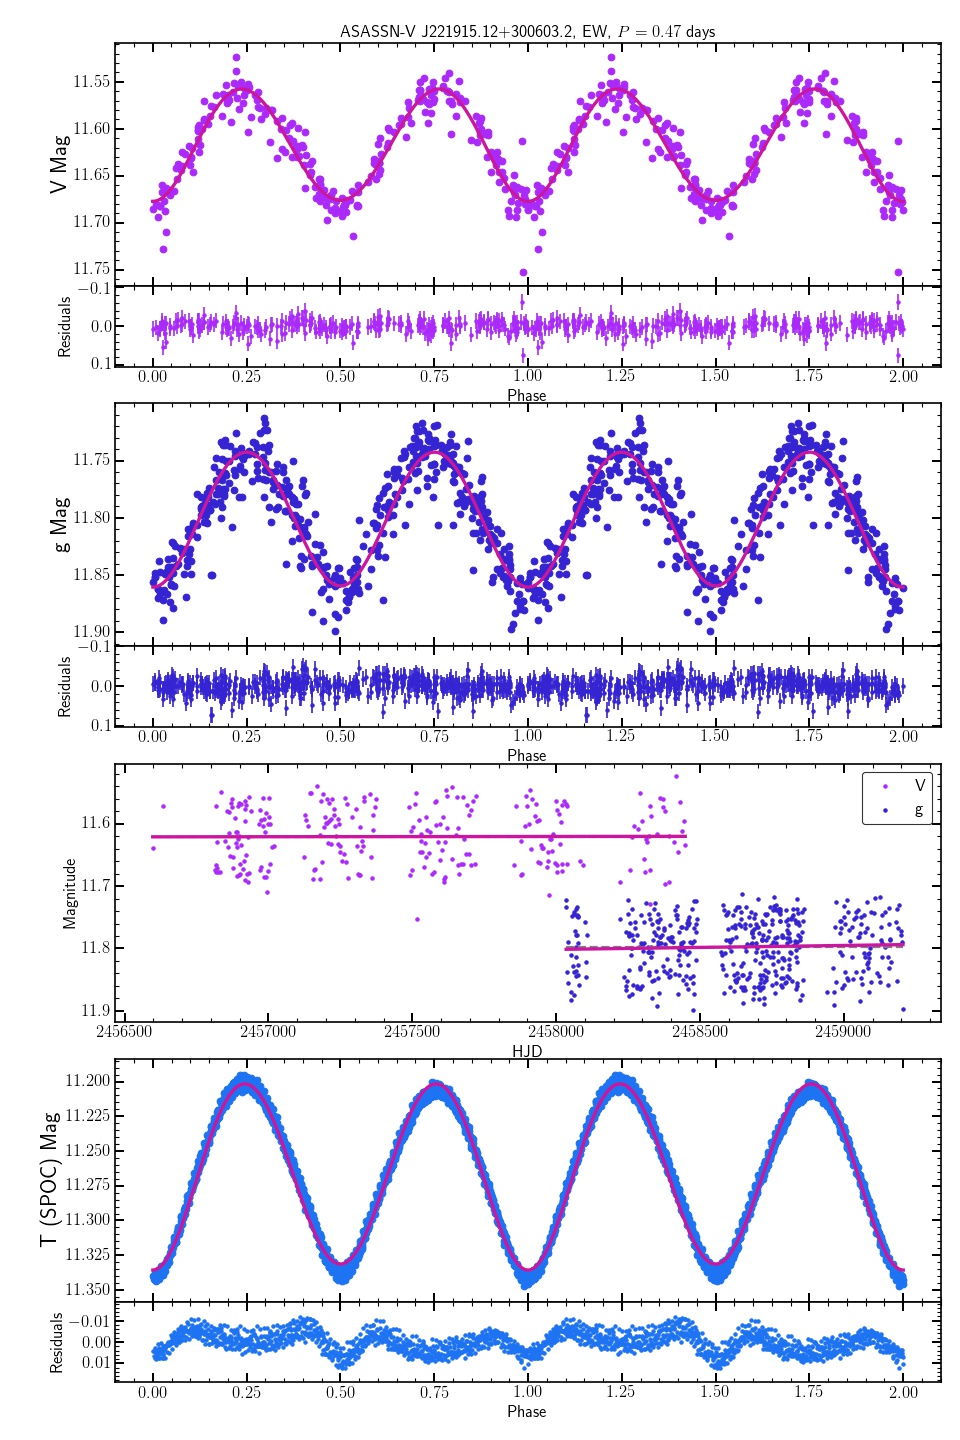 ASASSN-V J221915.12+300603.2, EW, P = 0.47 days
V Mag
11.55
11.60
11.65
11.70
11.75
Residuals
−0.1
0.0
0.1
0.00 0.25 0.50 0.75 1.00 1.25 1.50 1.75 2.00
Phase
g Mag
11.75
11.80
11.85
11.90
Residuals
−0.1
0.0
0.1
0.00 0.25 0.50 0.75 1.00 1.25 1.50 1.75 2.00
Phase
Magnitude
11.6
11.7
11.8
11.9
V
g
2456500 2457000 2457500 2458000 2458500 2459000
HJD
T (SPOC) Mag
11.200
11.225
11.250
11.275
11.300
11.325
11.350
Residuals
−0.01
0.00
0.01
0.00 0.25 0.50 0.75 1.00 1.25 1.50 1.75 2.00
Phase